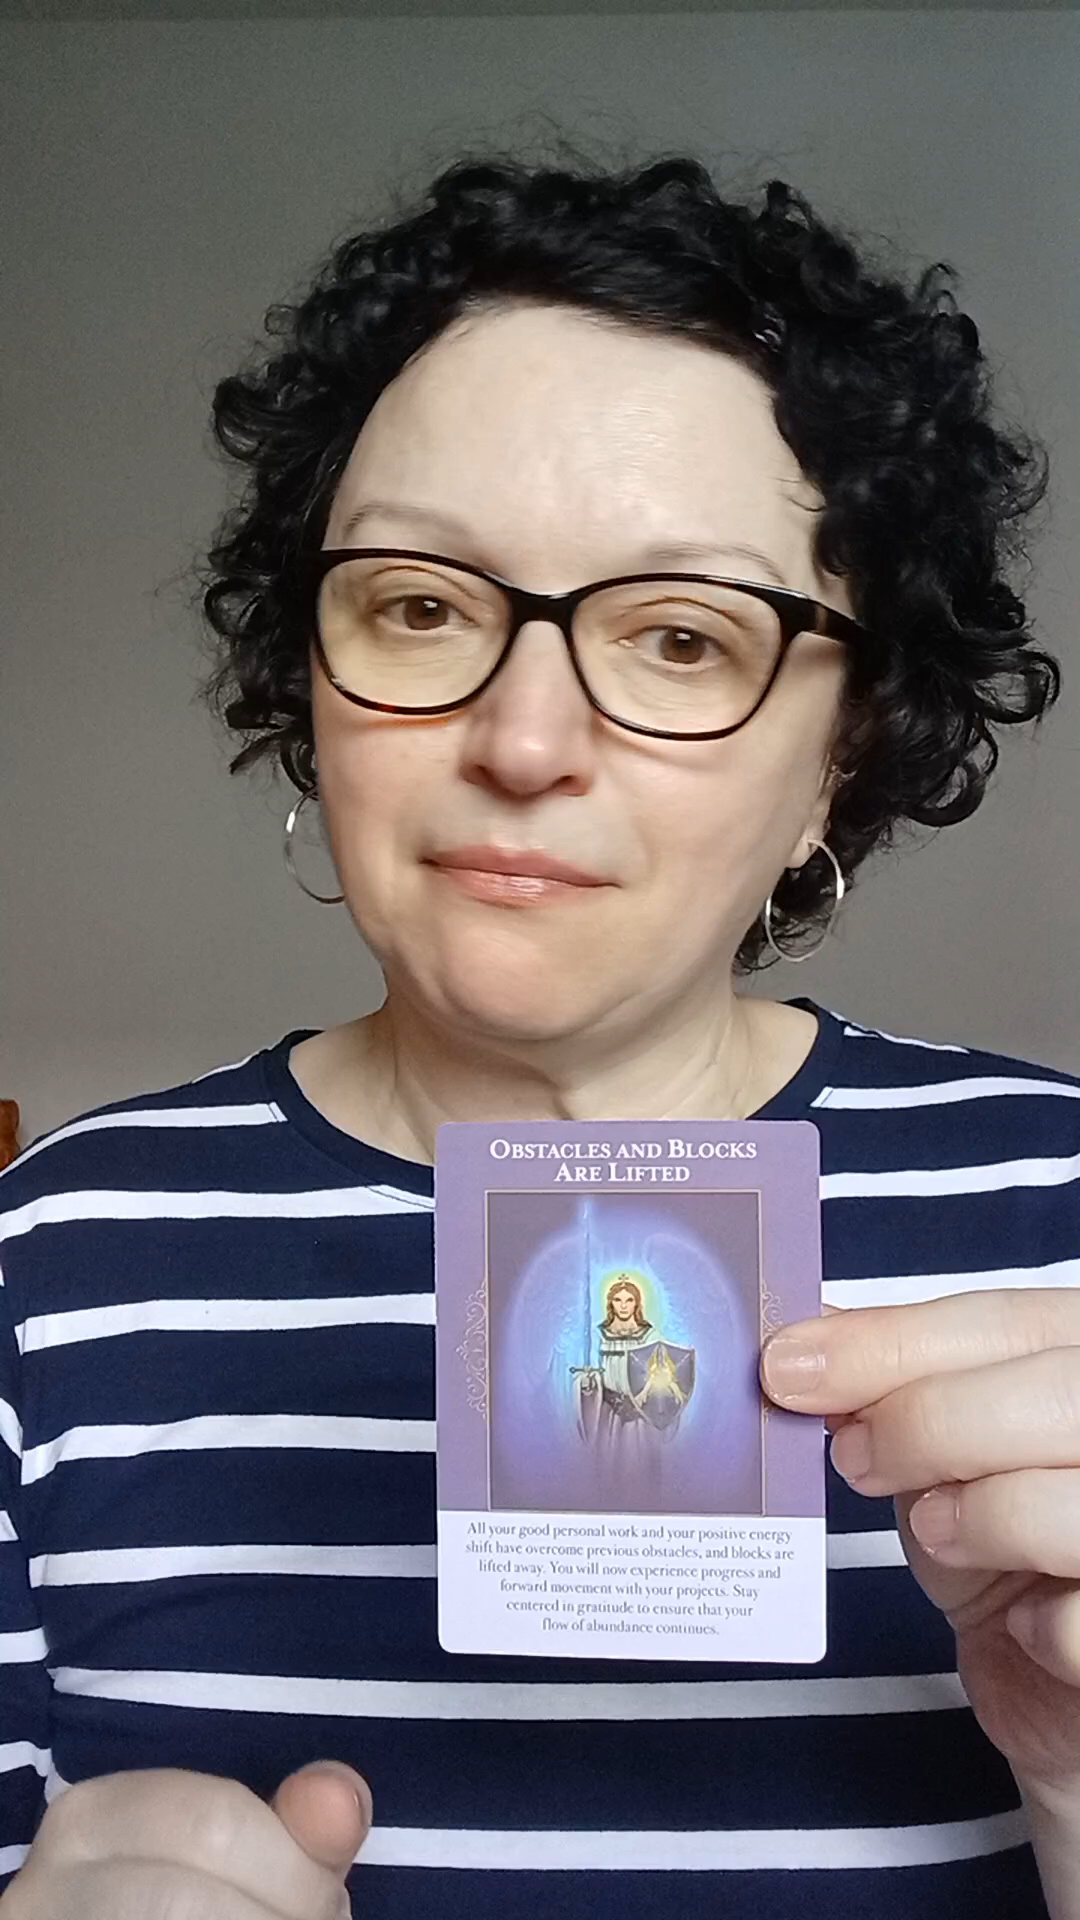 OBSTACLES AND BLOCKS
ARE LIFTED
All your good personal work and your positive energy
shift have overcome previous obstacles, and blocks are
lifted away. You will now experience progress and
forward movement with your projects. Stay
centered in gratitude to ensure that your
flow of abundance continues.